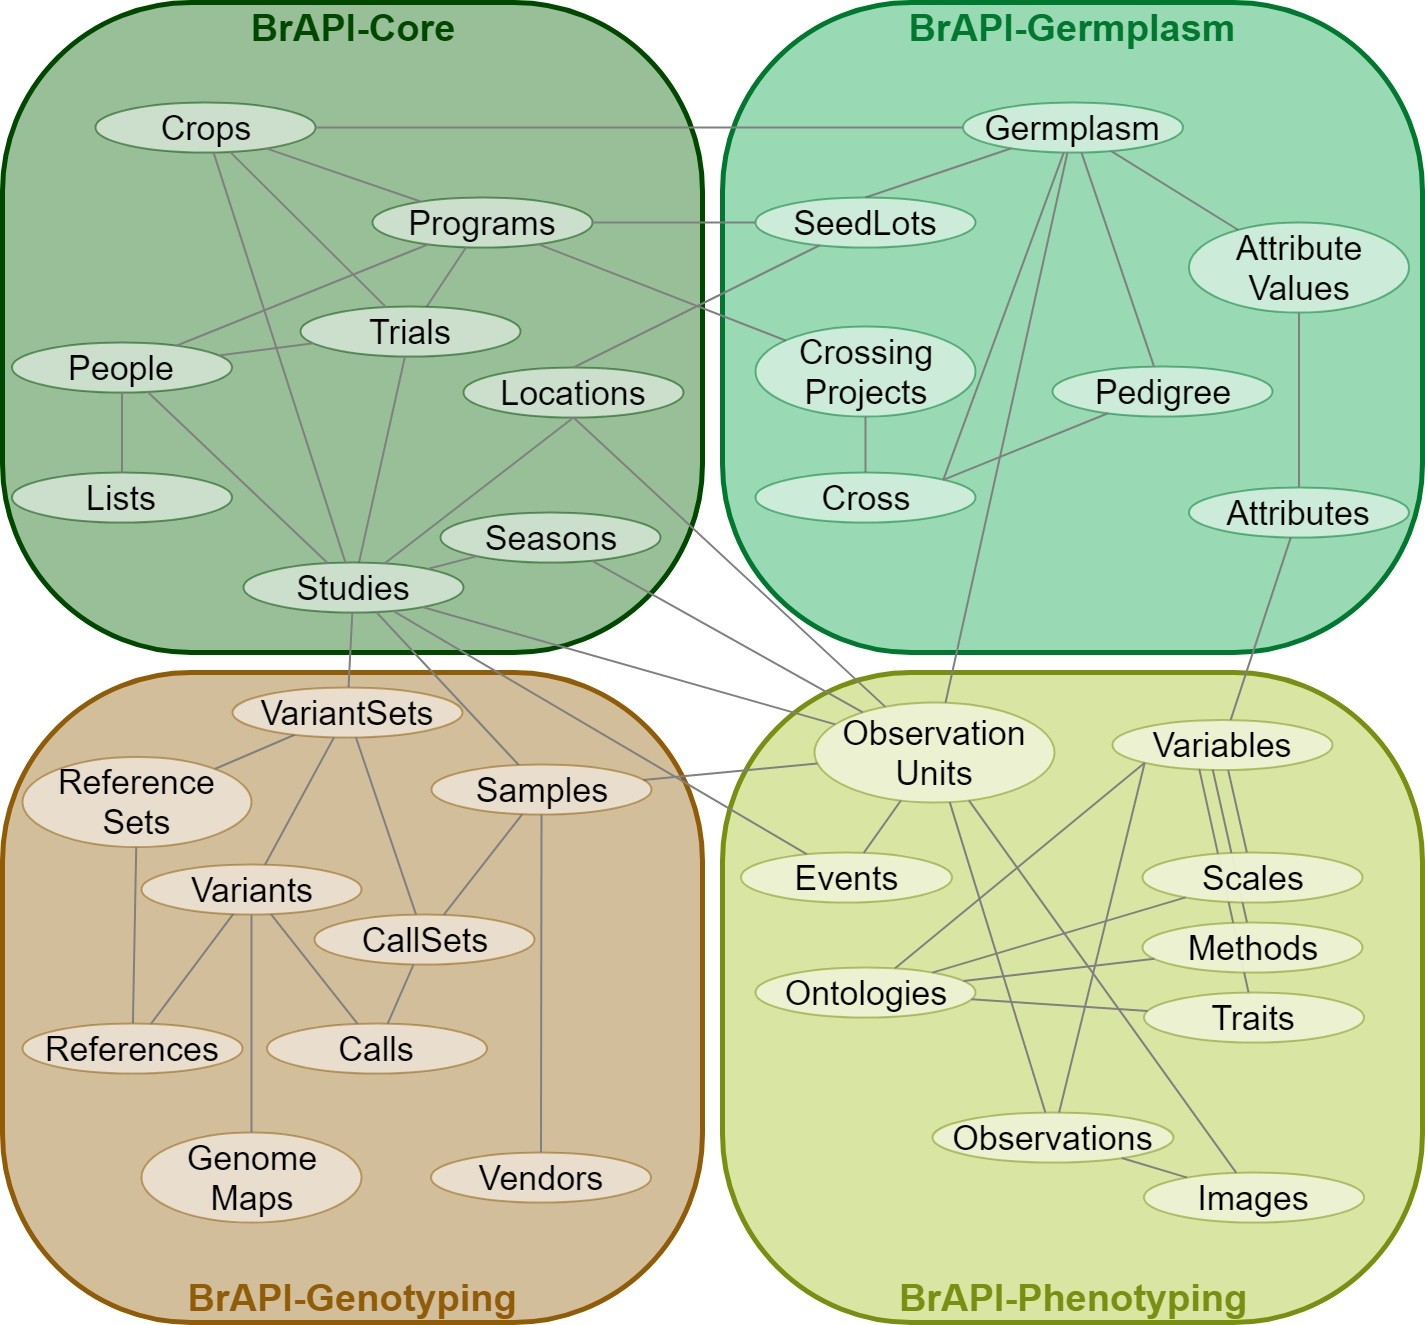 BrAPI-Core
Crops
Programs
Trials
People
Locations
Lists
Seasons
Studies
BrAPI-Germplasm
Germplasm
SeedLots
Attribute
Values
Crossing
Projects
Pedigree
Cross
Attributes
VariantSets
Reference
Sets
Samples
Variants
CallSets
References
Calls
Genome
Maps
Vendors
BrAPI-Genotyping
Observation
Units
Variables
Events
Scales
Methods
Ontologies
Traits
Observations
Images
BrAPI-Phenotyping